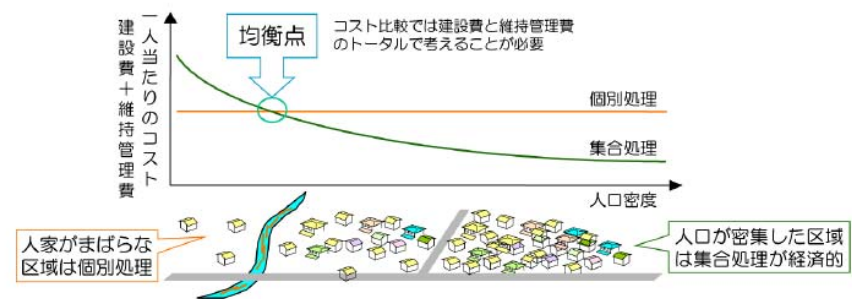 一人当たりのコスト
建設費＋維持管理費
均衡点
コスト比較では建設費と維持管理費
のトータルで考えることが必要
個別処理
集合処理
人口密度
人家がまばらな
区域は個別処理
人口が密集した区域
は集合処理が経済的